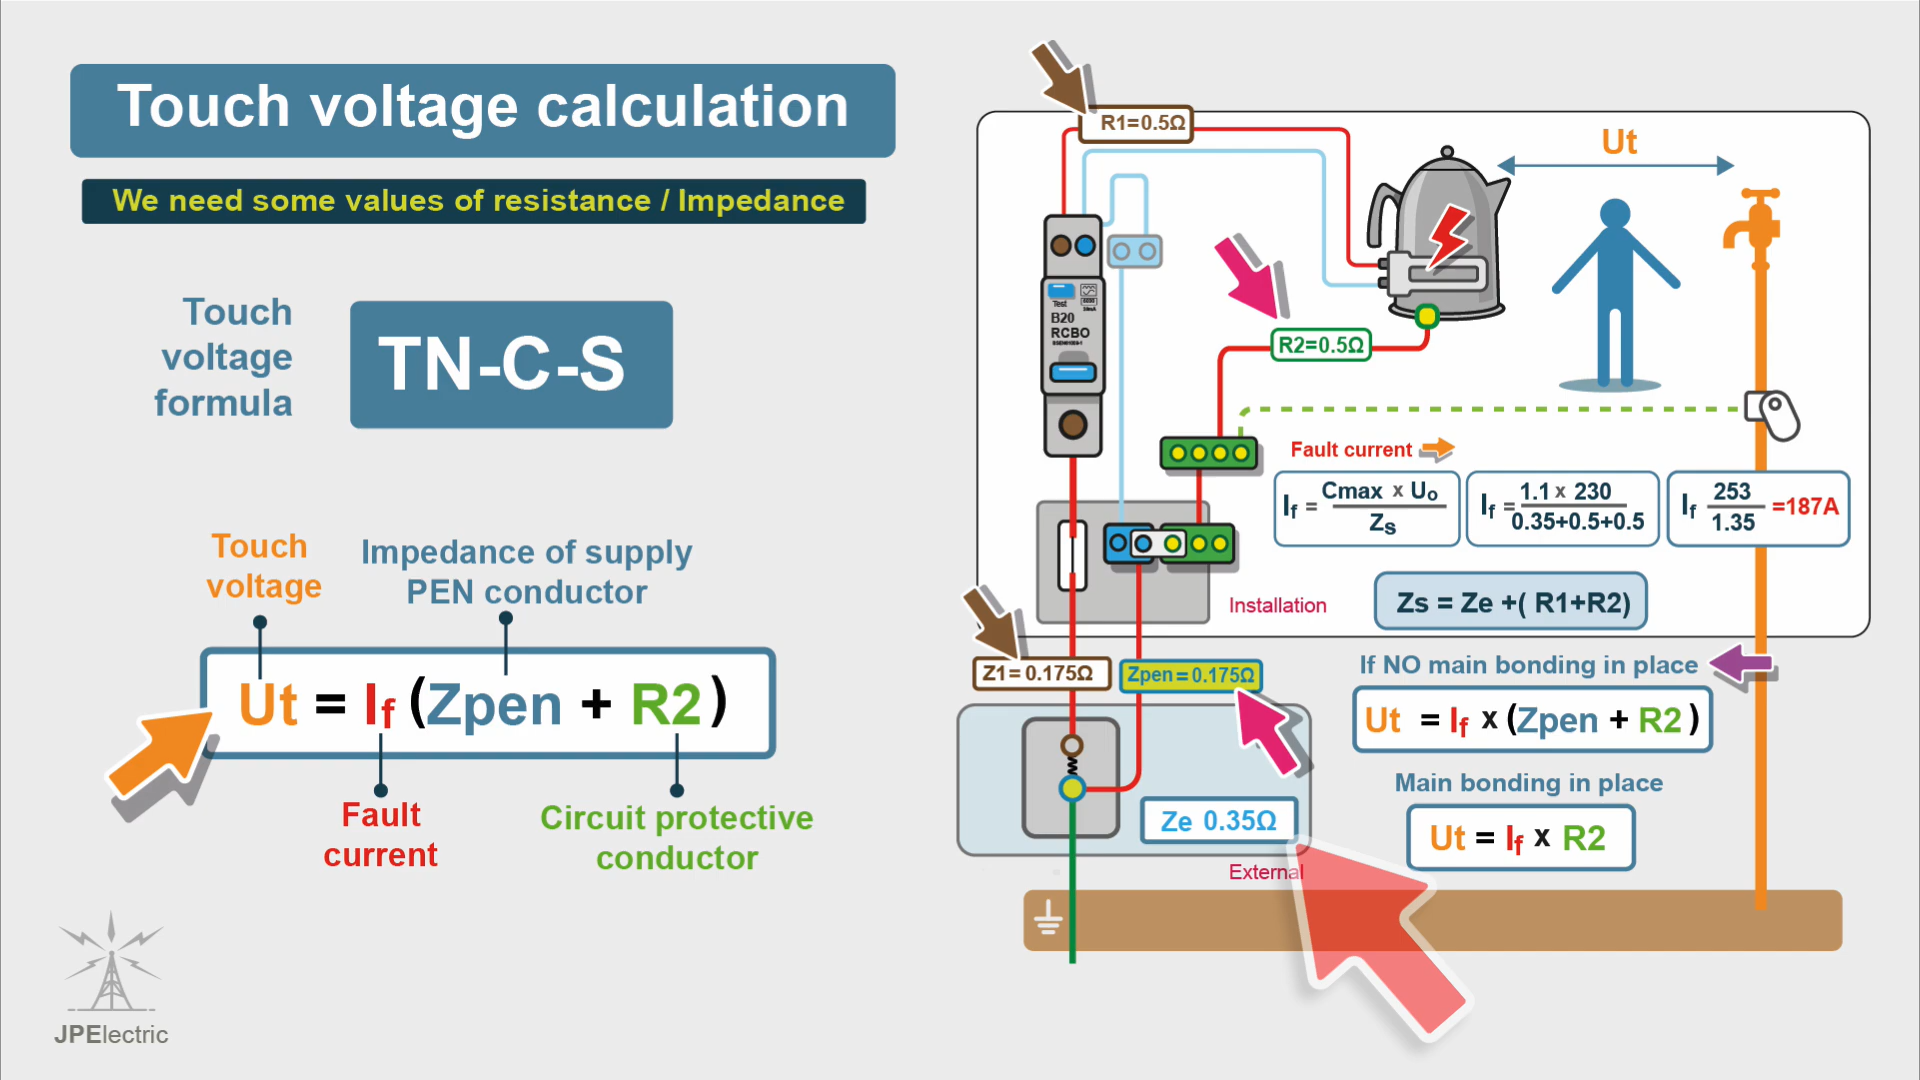 Touch voltage calculation
We need some values of resistance / Impedance
Touch
voltage
formula
TN-C-S
Touch
voltage
Impedance of supply
PEN conductor
Ut = If (Zpen + R2)
Fault
current
Circuit protective
conductor
JPElectric
R1=0.5Ω
Ut
Test
B20
RCBO
R2=0.5Ω
Fault current
If = Cmax x Uo
Zs
If = 1.1 x 230
0.35+0.5+0.5
If 253
1.35
=187A
Installation
Zs = Ze +( R1+R2)
Z1=0.175Ω
Zpen=0.175Ω
If NO main bonding in place
Ut = If x (Zpen + R2)
Main bonding in place
Ut = If x R2
Ze 0.35Ω
External